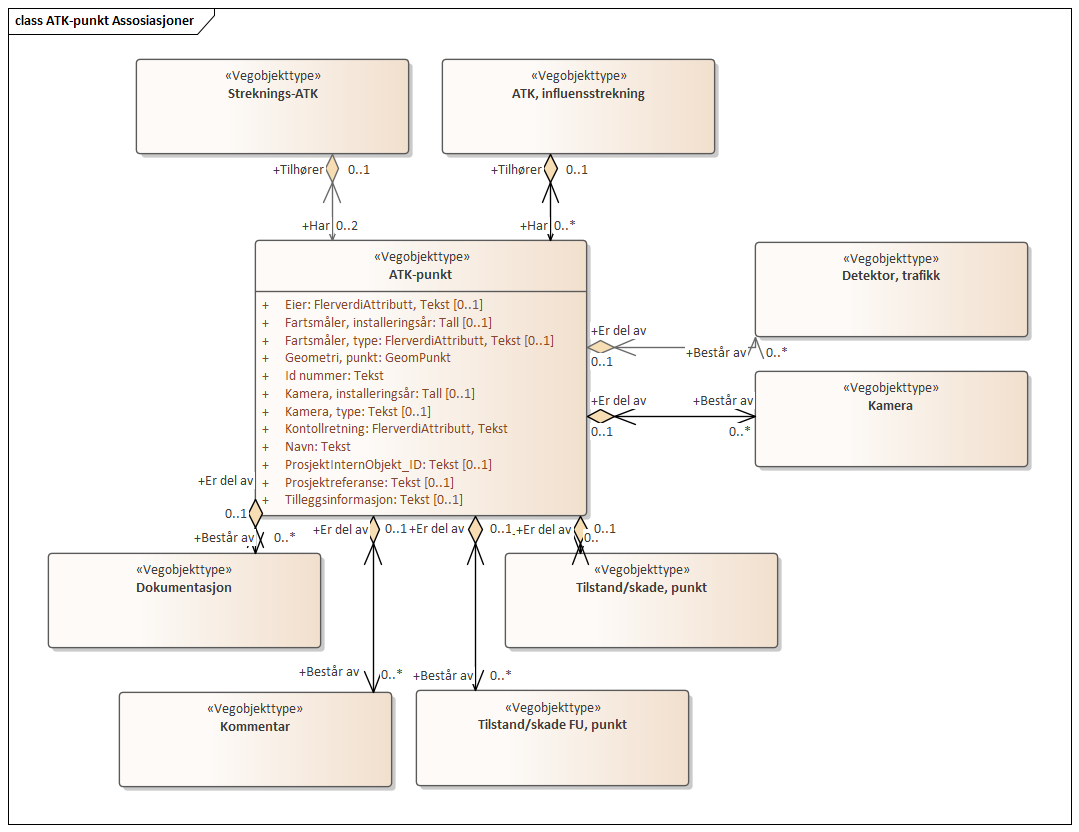 class ATK-punkt Assosiasjoner
«Vegobjekttype»
Streknings-ATK
«Vegobjekttype»
ATK, influensstrekning
+Tilhører 0..1
+Tilhører 0..1
+Har 0..2
+Har 0..*
«Vegobjekttype»
ATK-punkt
+ Eier: FlerverdiAttributt, Tekst [0..1]
+ Fartsmåler, installeringsår: Tall [0..1]
+ Fartsmåler, type: FlerverdiAttributt, Tekst [0..1]
+ Geometri, punkt: GeomPunkt
+ Id nummer: Tekst
+ Kamera, installeringsår: Tall [0..1]
+ Kamera, type: Tekst [0..1]
+ Kontollretning: FlerverdiAttributt, Tekst
+ Navn: Tekst
+ ProsjektInternObjekt_ID: Tekst [0..1]
+ Prosjektreferanse: Tekst [0..1]
+ Tilleggsinformasjon: Tekst [0..1]
«Vegobjekttype»
Detektor, trafikk
+Er del av
0..1
+Består av 0..*
«Vegobjekttype»
Kamera
+Er del av
0..1
+Består av
0..*
+Er del av
0..1
+Består av 0..*
«Vegobjekttype»
Dokumentasjon
+Er del av 0..1
+Er del av 0..1
+Er del av 0..1
0..
«Vegobjekttype»
Tilstand/skade, punkt
+Består av 0..*
+Består av 0..*
«Vegobjekttype»
Kommentar
«Vegobjekttype»
Tilstand/skade FU, punkt